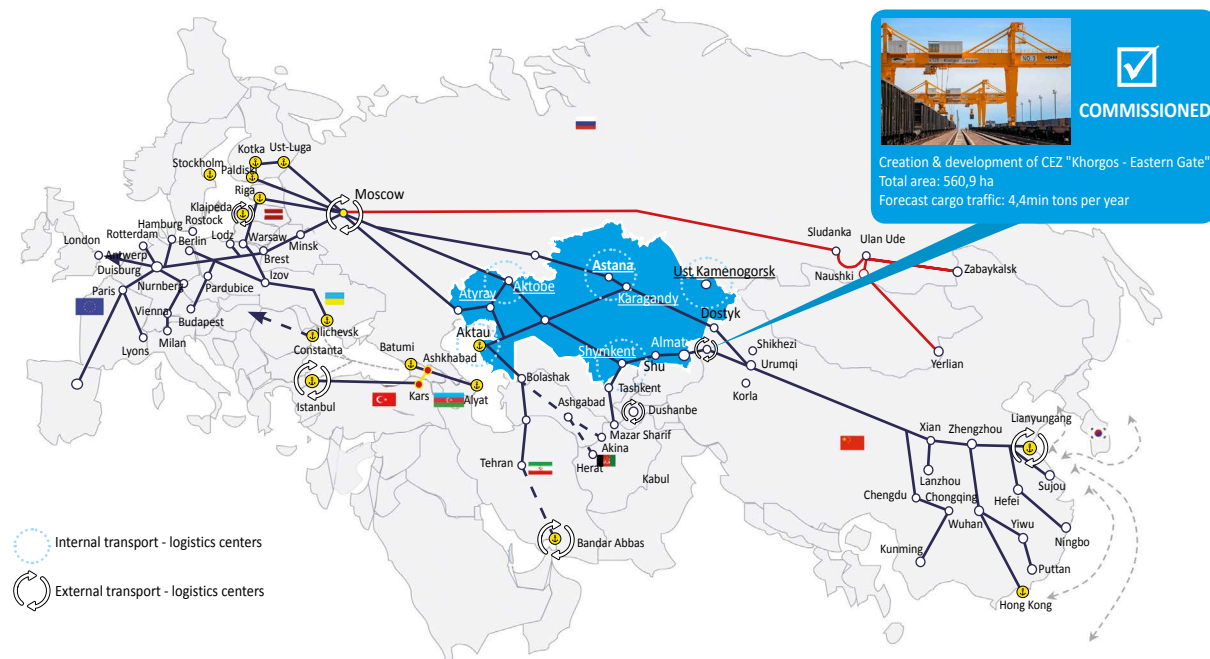 COMMISSIONED
Creation & development of CEZ "Khorgos - Eastern Gate"
Total area: 560,9 ha
Forecast cargo traffic: 4,4min tons per year
Kotka
Ust-Luga
Stockholm
Paldiski
Riga
Moscow
Klaipeda
Hamburg
Rostock
Rotterdam
London
Berlin
Lodz
Warsaw
Minsk
Antwerp
Brest
Duisburg
Izov
Paris
Nurnberg
Pardubice
Vienna
Budapest
Lyons
Milan
Ilichevsk
Constanta
Batumi
Ashkhabad
Istanbul
Kars
Alyat
Atyray
Aktobe
Astana
Karagandy
Ust Kamenogorsk
Aktau
Dostyk
Almat
Shymkent
Shu
Bolashak
Tashkent
Ashgabad
Dushanbe
Mazar Sharif
Akina
Herat
Kabul
Tehran
Bandar Abbas
Shikhezi
Urumqi
Korla
Sludanka
Ulan Ude
Naushki
Zabaykalsk
Yerlian
Lianyungang
Xian
Zhengzhou
Lanzhou
Sujou
Chengdu
Chongqing
Hefei
Wuhan
Yiwu
Ningbo
Kunming
Puttan
Hong Kong
Internal transport - logistics centers
External transport - logistics centers